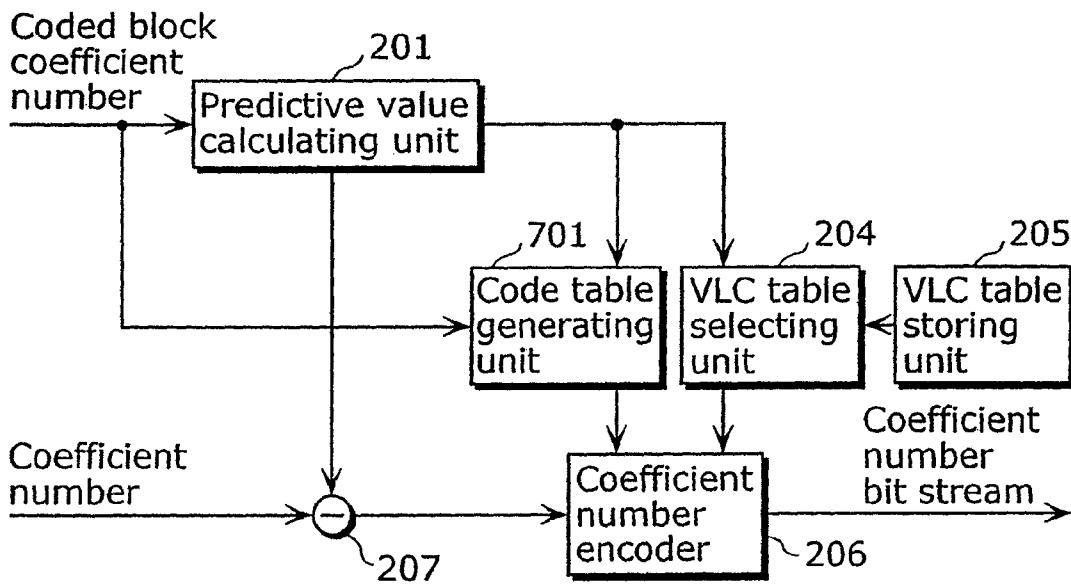 Coded block
coefficient
number
201
Predictive value
calculating unit
701
204
205
Code table
generating
unit
VLC table
selecting
unit
VLC table
storing
unit
Coefficient
number
−
207
Coefficient
number
encoder
206
Coefficient
number
bit stream